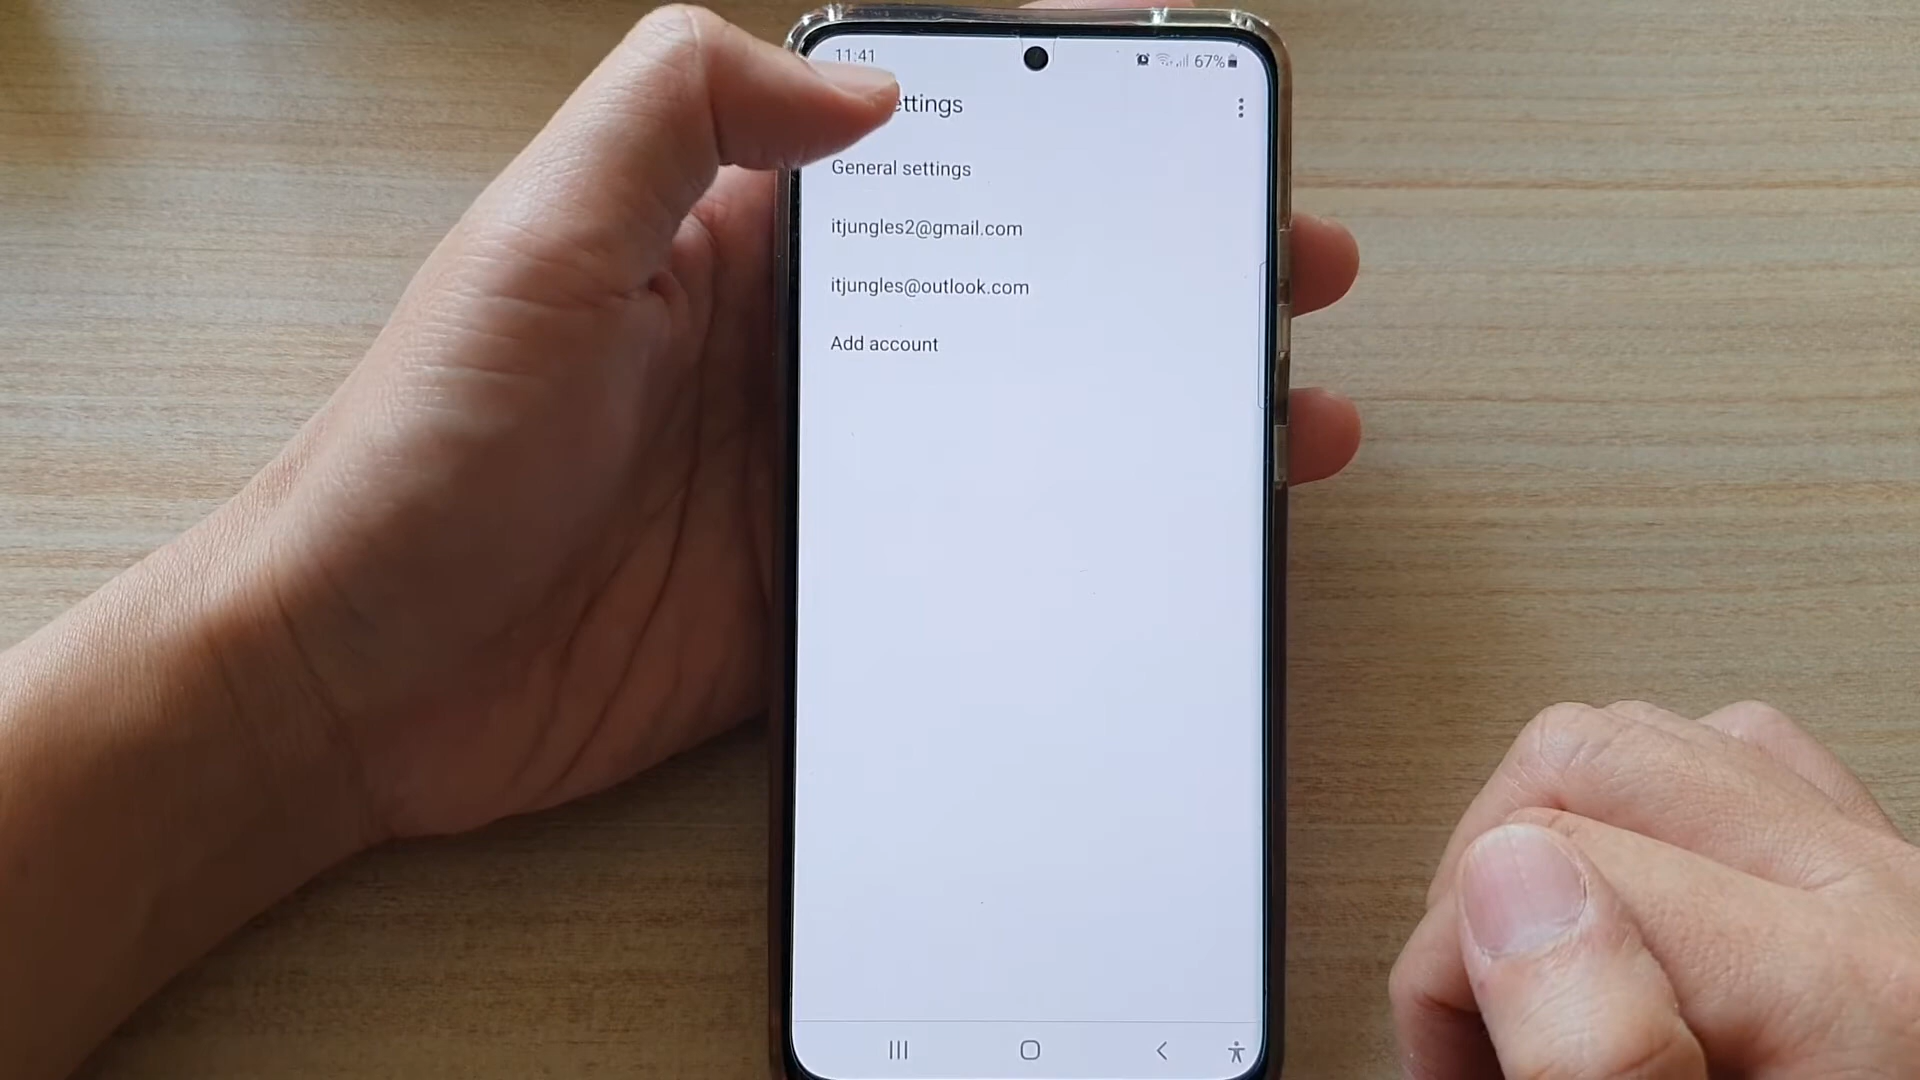 11:41 67%
ettings
General settings
itjungles2@gmail.com
itjungles@outlook.com
Add account